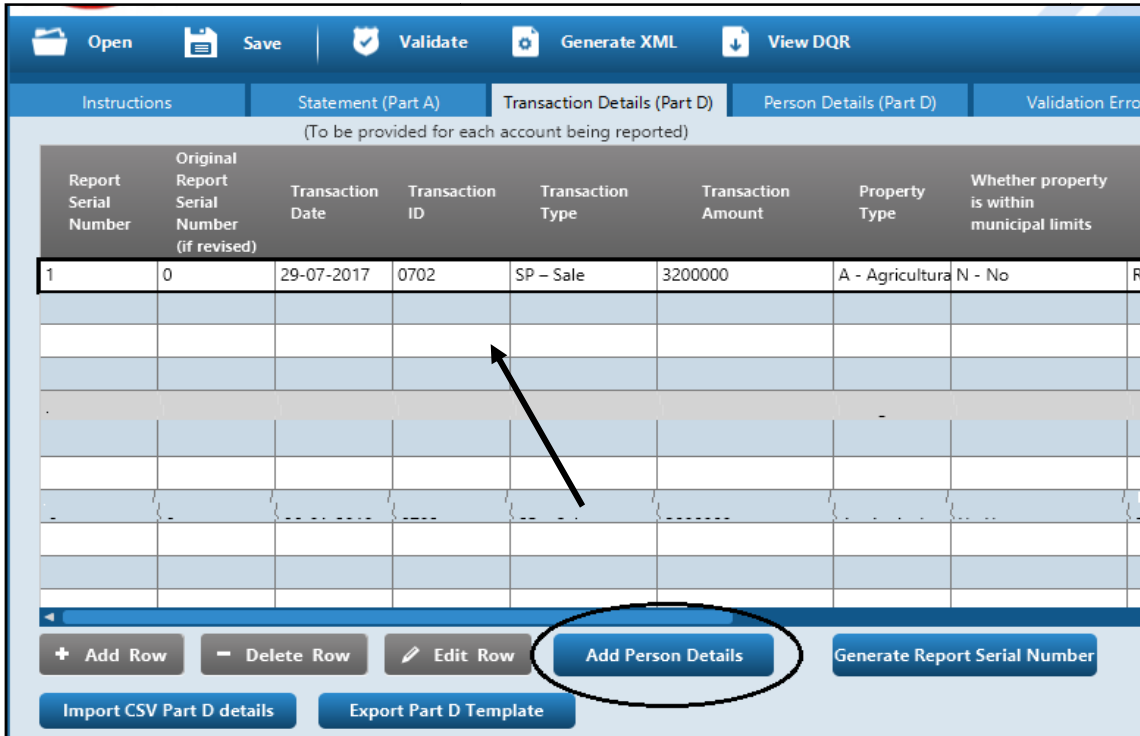 Open Save Validate Generate XML View DQR
Instructions Statement (Part A) Transaction Details (Part D) Person Details (Part D) Validation Erro
(To be provided for each account being reported)
Report Serial Number
Original Report Serial Number (if revised)
Transaction Date
Transaction ID
Transaction Type
Transaction Amount
Property Type
Whether property is within municipal limits
1 0 29-07-2017 0702 SP – Sale 3200000 A - Agricultura N - No R
+ Add Row - Delete Row Edit Row Add Person Details Generate Report Serial Number
Import CSV Part D details Export Part D Template